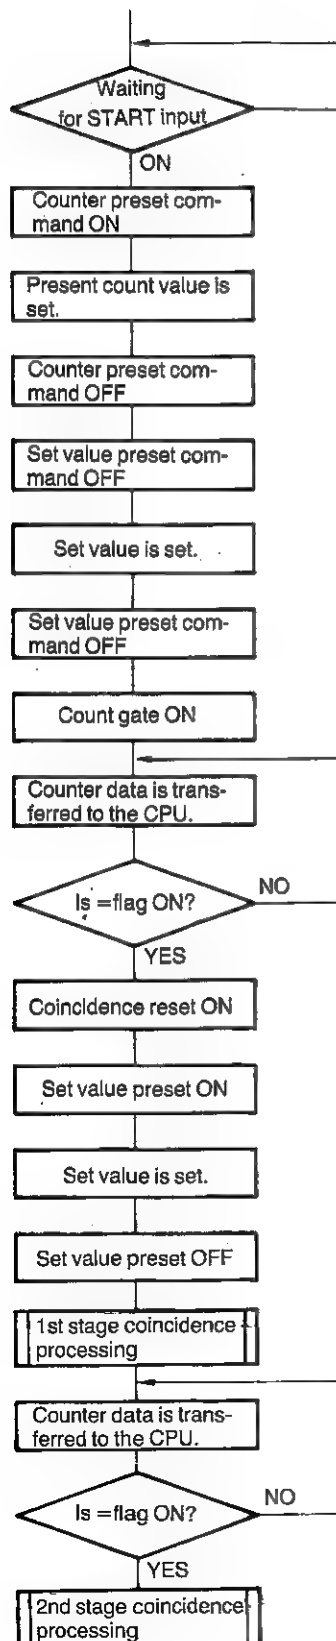 Waiting
for START input
ON
Counter preset com-
mand ON
Present count value is
set.
Counter preset com-
mand OFF
Set value preset com-
mand OFF
Set value is set.
Set value preset com-
mand OFF
Count gate ON
Counter data is trans-
ferred to the CPU.
Is =flag ON?
NO
YES
Coincidence reset ON
Set value preset ON
Set value is set.
Set value preset OFF
1st stage coincidence
processing
Counter data is trans-
ferred to the CPU.
Is =flag ON?
NO
YES
2nd stage coincidence
processing